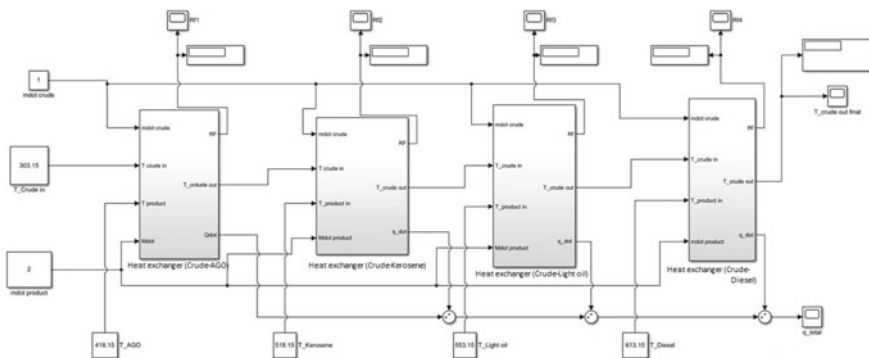 Rf1
Rf2
Rf3
Rf4
1
mdot crude
T_crude out final
mdot crude
RF
T crude in
T_crdude out
T product
Qdot
Mdot
Heat exchanger (Crude-AGO)
mdot crude
RF
T crude in
T_crude out
T_product in
q_dot
Mdot product
Heat exchanger (Crude-Kerosene)
mdot crude
Rf
T_crude in
T_crude out
T_product in
q_dot
Mdot product
Heat exchanger (Crude-Light oil)
mdot crude
Rf
T_crude in
T_crude out
T_product in
q_dot
mdot product
Heat exchanger (Crude-
Diesel)
303.15
T_Crude in
2
mdot product
418.15
T_AGO
516.15
T_Kerosene
553.15
T_Light oil
613.15
T_Diesel
q_total